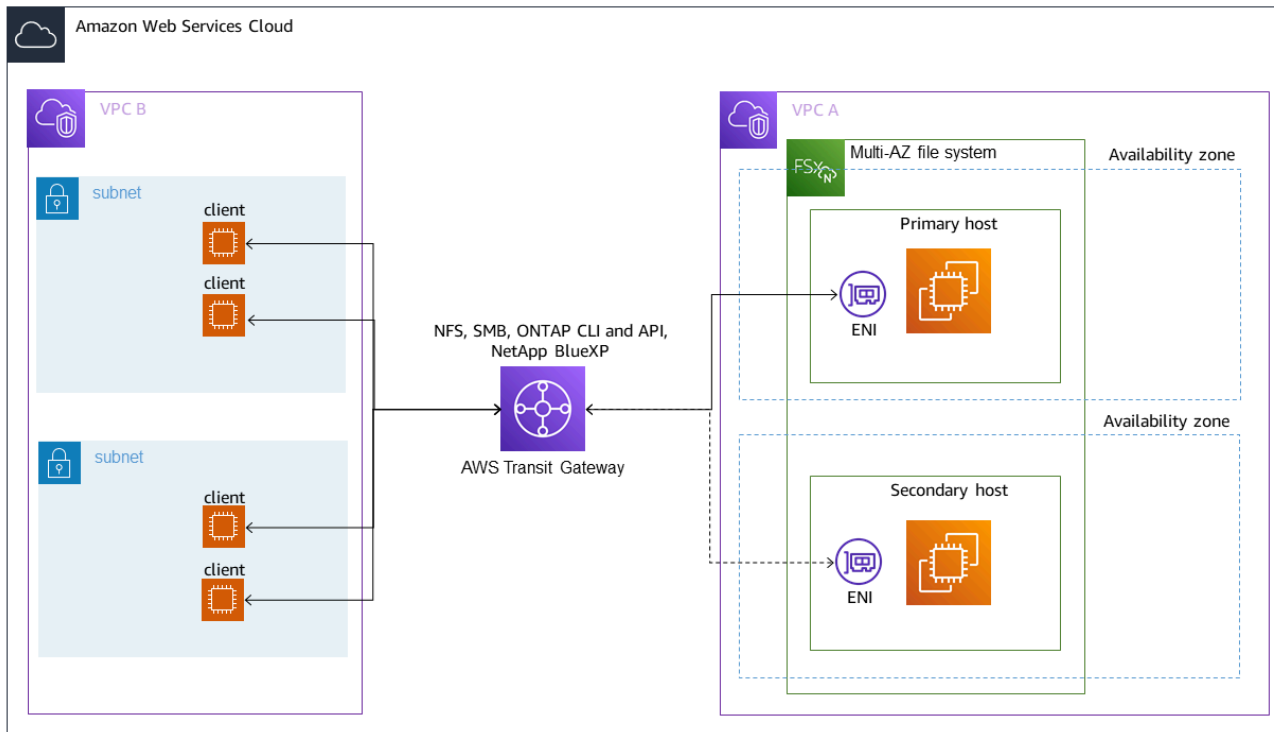 Amazon Web Services Cloud
VPC B
subnet
client
client
subnet
client
client
NFS, SMB, ONTAP CLI and API,
NetApp BlueXP
AWS Transit Gateway
VPC A
FSx
N
Multi-AZ file system
Availability zone
Primary host
ENI
Availability zone
Secondary host
ENI